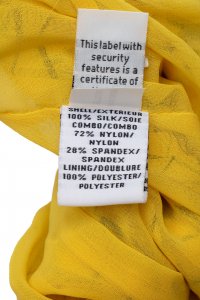 This label with
security
features is a
certificate of
SHELL/EXTERIEUR
100% SILK/SOIE
COMBO/COMBO
72% NYLON/
NYLON
28% SPANDEX/
SPANDEX
LINING/DOUBLURE
100% POLYESTER/
POLYESTER